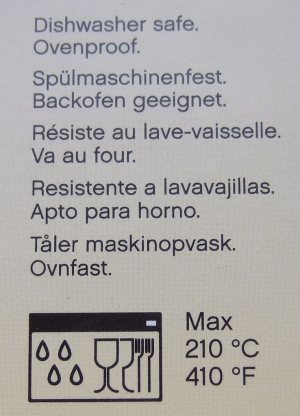 Dishwasher safe.
Ovenproof.
Spülmaschinenfest.
Backofen geeignet.
Résiste au lave-vaisselle.
Va au four.
Resistente a lavavajillas.
Apto para horno.
Tåler maskinopvask.
Ovnfast.
Max
210 °C
410 °F